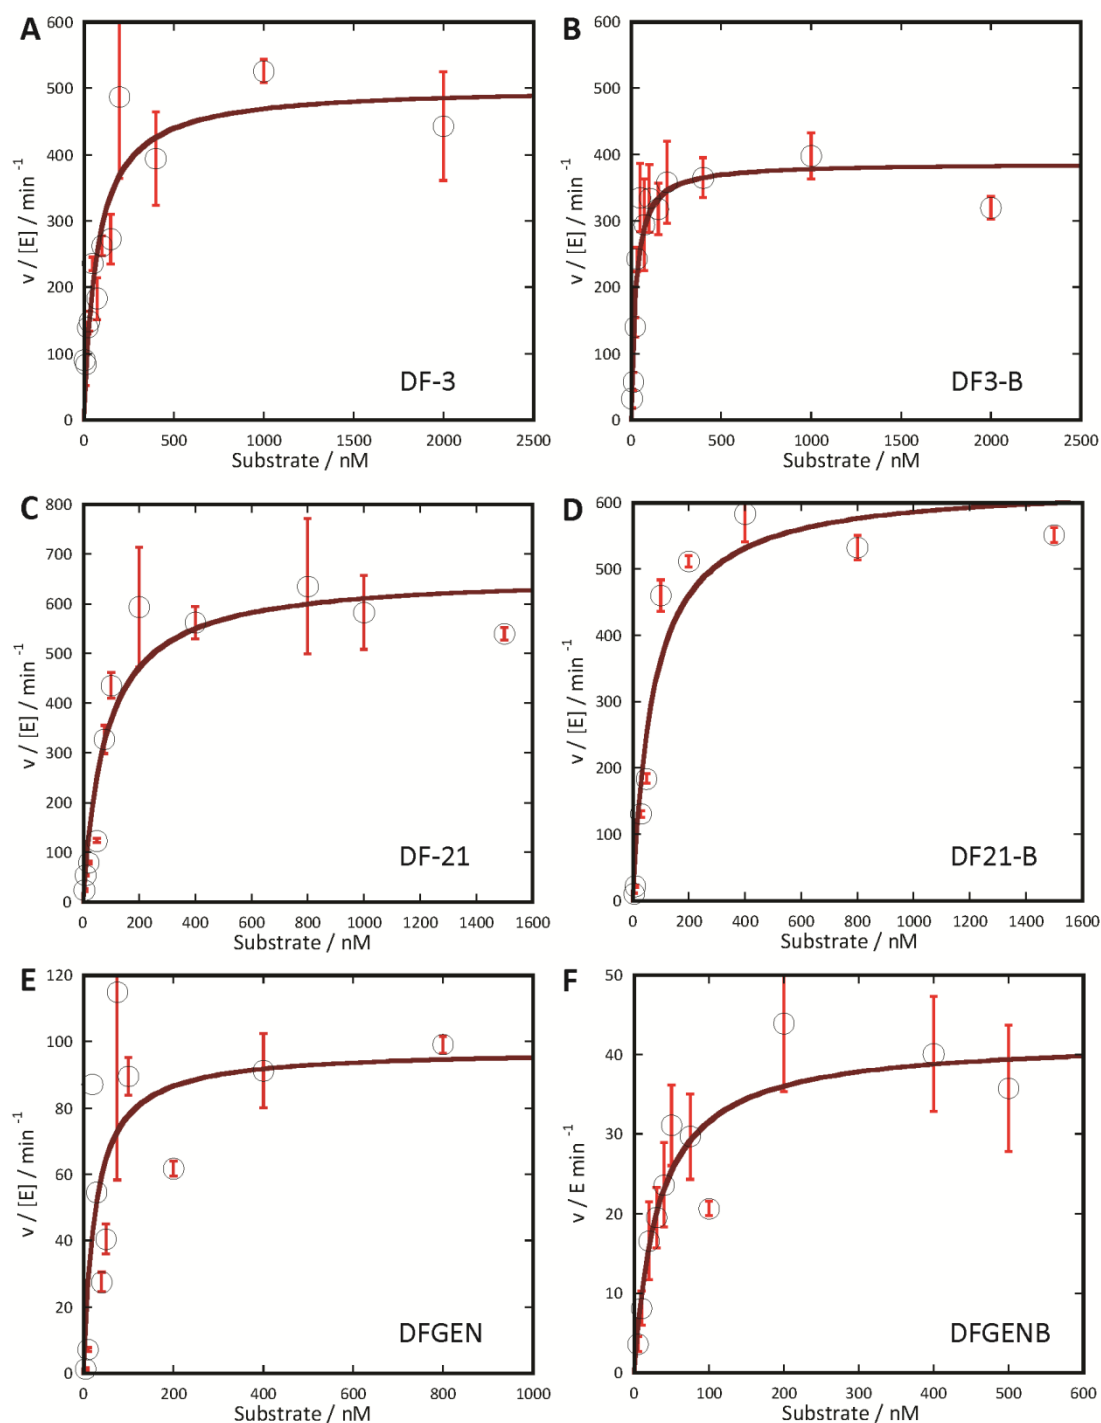 A
600
500
400
300
200
100
0
v / [E] / min -1
0 500 1000 1500 2000 2500
Substrate / nM
DF-3
B
600
500
400
300
200
100
0
v / [E] / min -1
0 500 1000 1500 2000 2500
Substrate / nM
DF3-B
C
800
700
600
500
400
300
200
100
0
v / [E] / min -1
0 200 400 600 800 1000 1200 1400 1600
Substrate / nM
DF-21
D
600
500
400
300
200
100
0
v / [E] / min -1
0 200 400 600 800 1000 1200 1400 1600
Substrate / nM
DF21-B
E
120
100
80
60
40
20
0
v / [E] / min -1
0 200 400 600 800 1000
Substrate / nM
DFGEN
F
50
40
30
20
10
0
v / E min -1
0 100 200 300 400 500 600
Substrate / nM
DFGENB